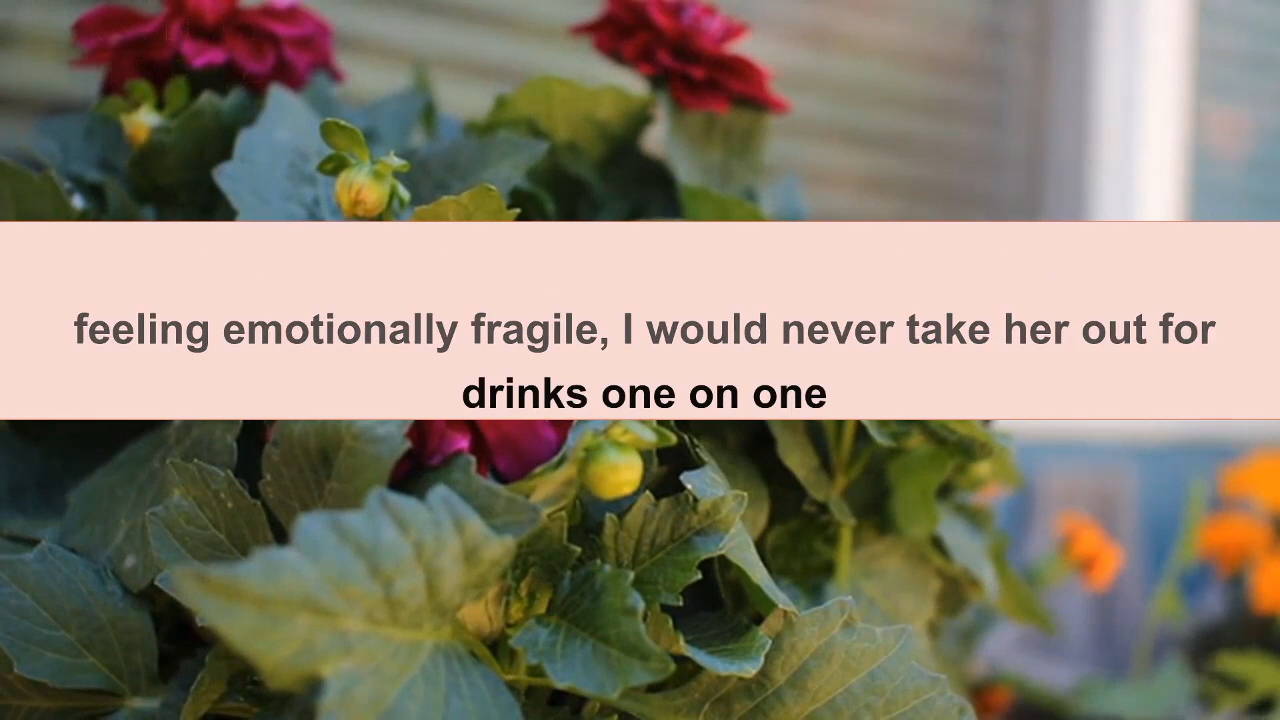 feeling emotionally fragile, I would never take her out for
drinks one on one